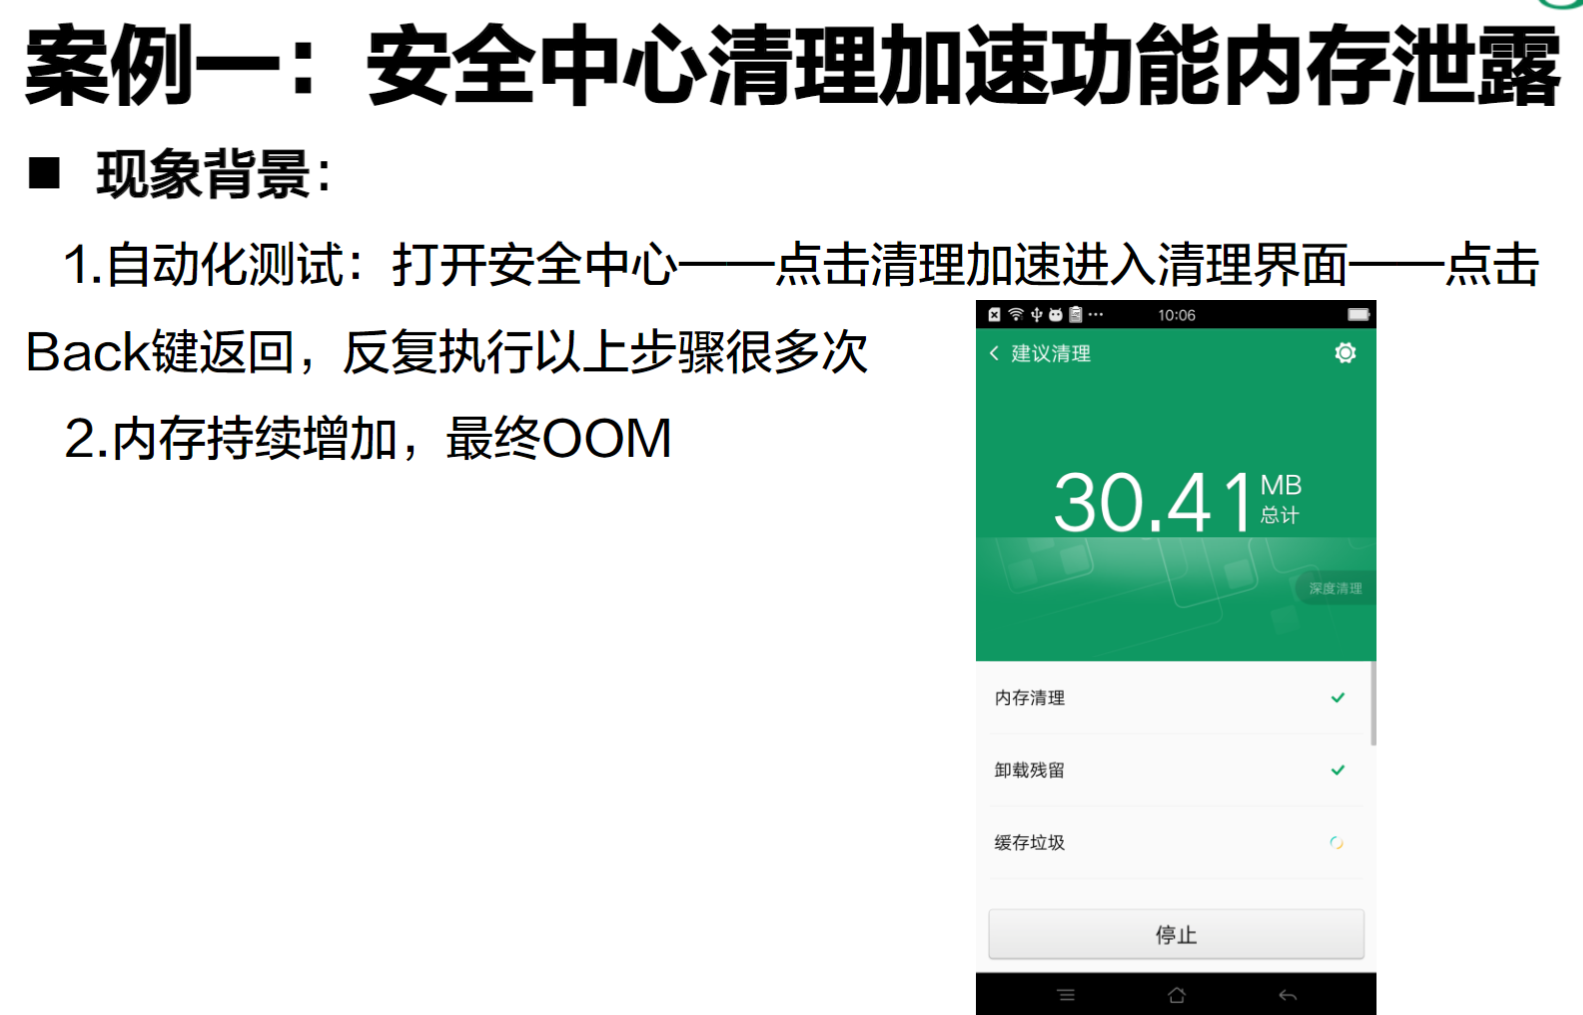 案例一：安全中心清理加速功能内存泄露
■ 现象背景：
1.自动化测试：打开安全中心——点击清理加速进入清理界面——点击
Back键返回，反复执行以上步骤很多次
2.内存持续增加，最终OOM
10:06
建议清理
30.41 MB
总计
深度清理
内存清理
卸载残留
缓存垃圾
停止